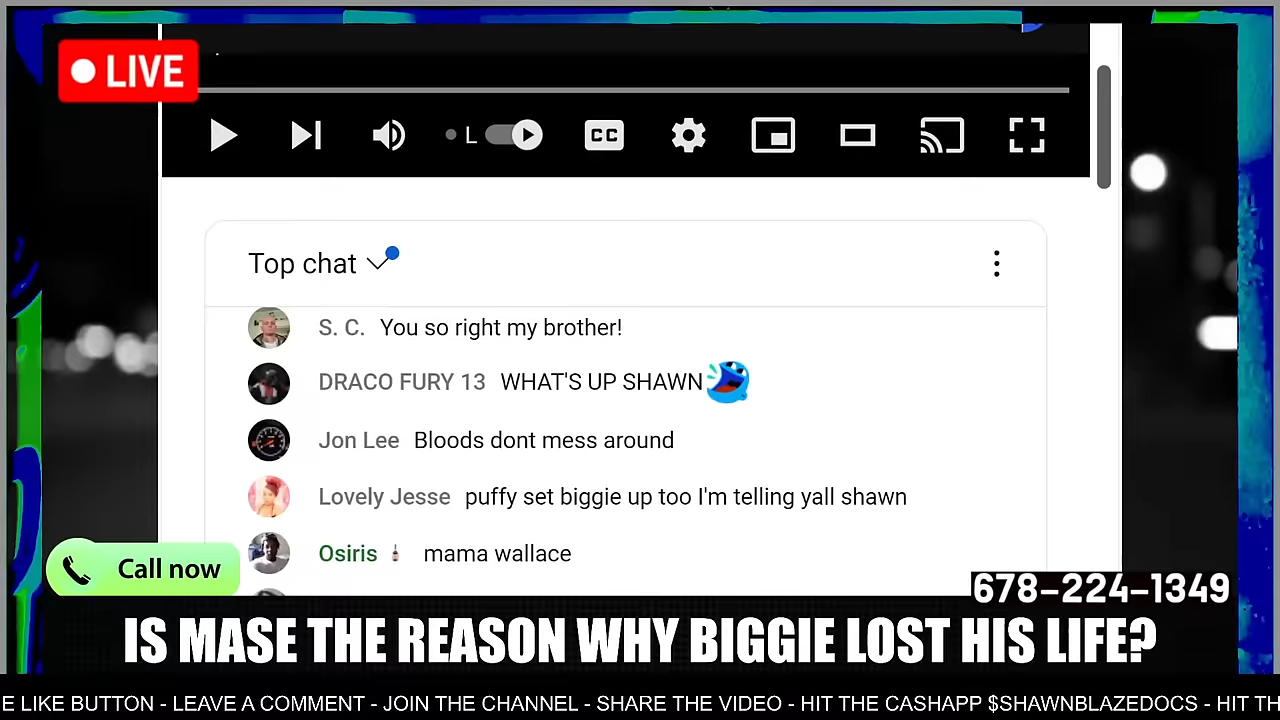 LIVE
L
CC
Top chat
S. C. You so right my brother!
DRACO FURY 13 WHAT'S UP SHAWN
Jon Lee Bloods dont mess around
Lovely Jesse puffy set biggie up too I'm telling yall shawn
Osiris mama wallace
Call now
678-224-1349
IS MASE THE REASON WHY BIGGIE LOST HIS LIFE?
E LIKE BUTTON - LEAVE A COMMENT - JOIN THE CHANNEL - SHARE THE VIDEO - HIT THE CASHAPP $SHAWNBLAZEDOCS - HIT TH